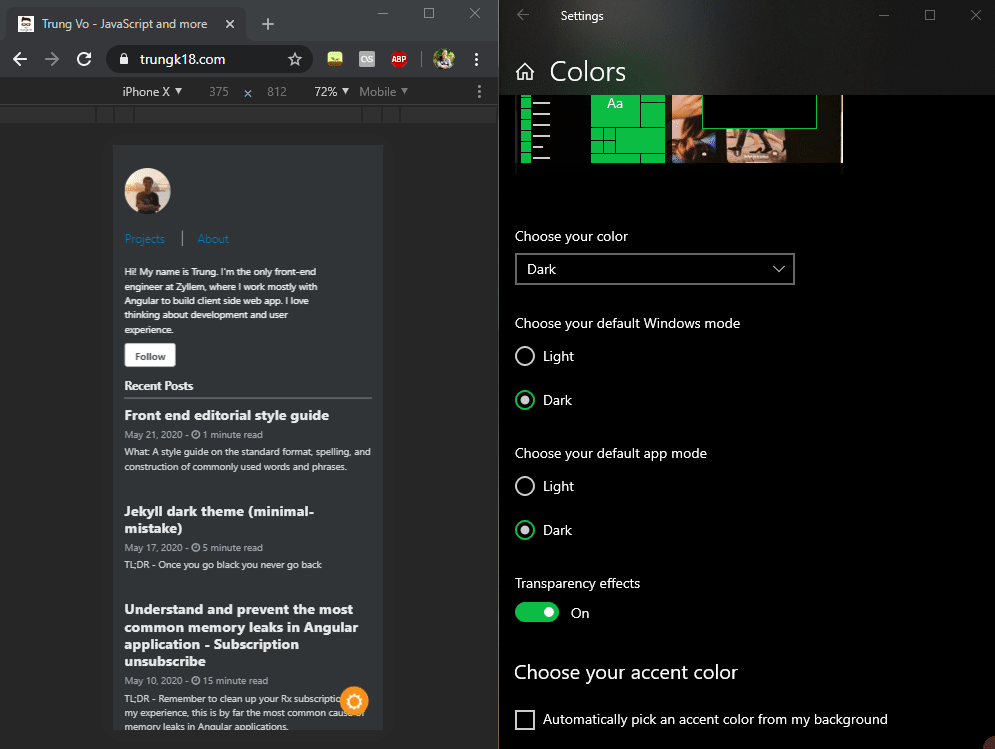 Trung Vo - JavaScript and more
trungk18.com
OS
ABP
iPhone X ▼ 375 × 812 72% ▼ Mobile ▼
Projects
About
Hi! My name is Trung. I'm the only front-end
engineer at Zyllem, where I work mostly with
Angular to build client side web app. I love
thinking about development and user
experience.
Follow
Recent Posts
Front end editorial style guide
May 21, 2020 - 1 minute read
What: A style guide on the standard format, spelling, and
construction of commonly used words and phrases.
Jekyll dark theme (minimal-
mistake)
May 17, 2020 - 5 minute read
TL;DR - Once you go black you never go back
Understand and prevent the most
common memory leaks in Angular
application - Subscription
unsubscribe
May 10, 2020 - 15 minute read
TL;DR - Remember to clean up your Rx subscriptio
my experience, this is by far the most common cause of
memory leaks in Angular applications.
Settings
Colors
Aa
Choose your color
Dark
Choose your default Windows mode
Light
Dark
Choose your default app mode
Light
Dark
Transparency effects
On
Choose your accent color
Automatically pick an accent color from my background